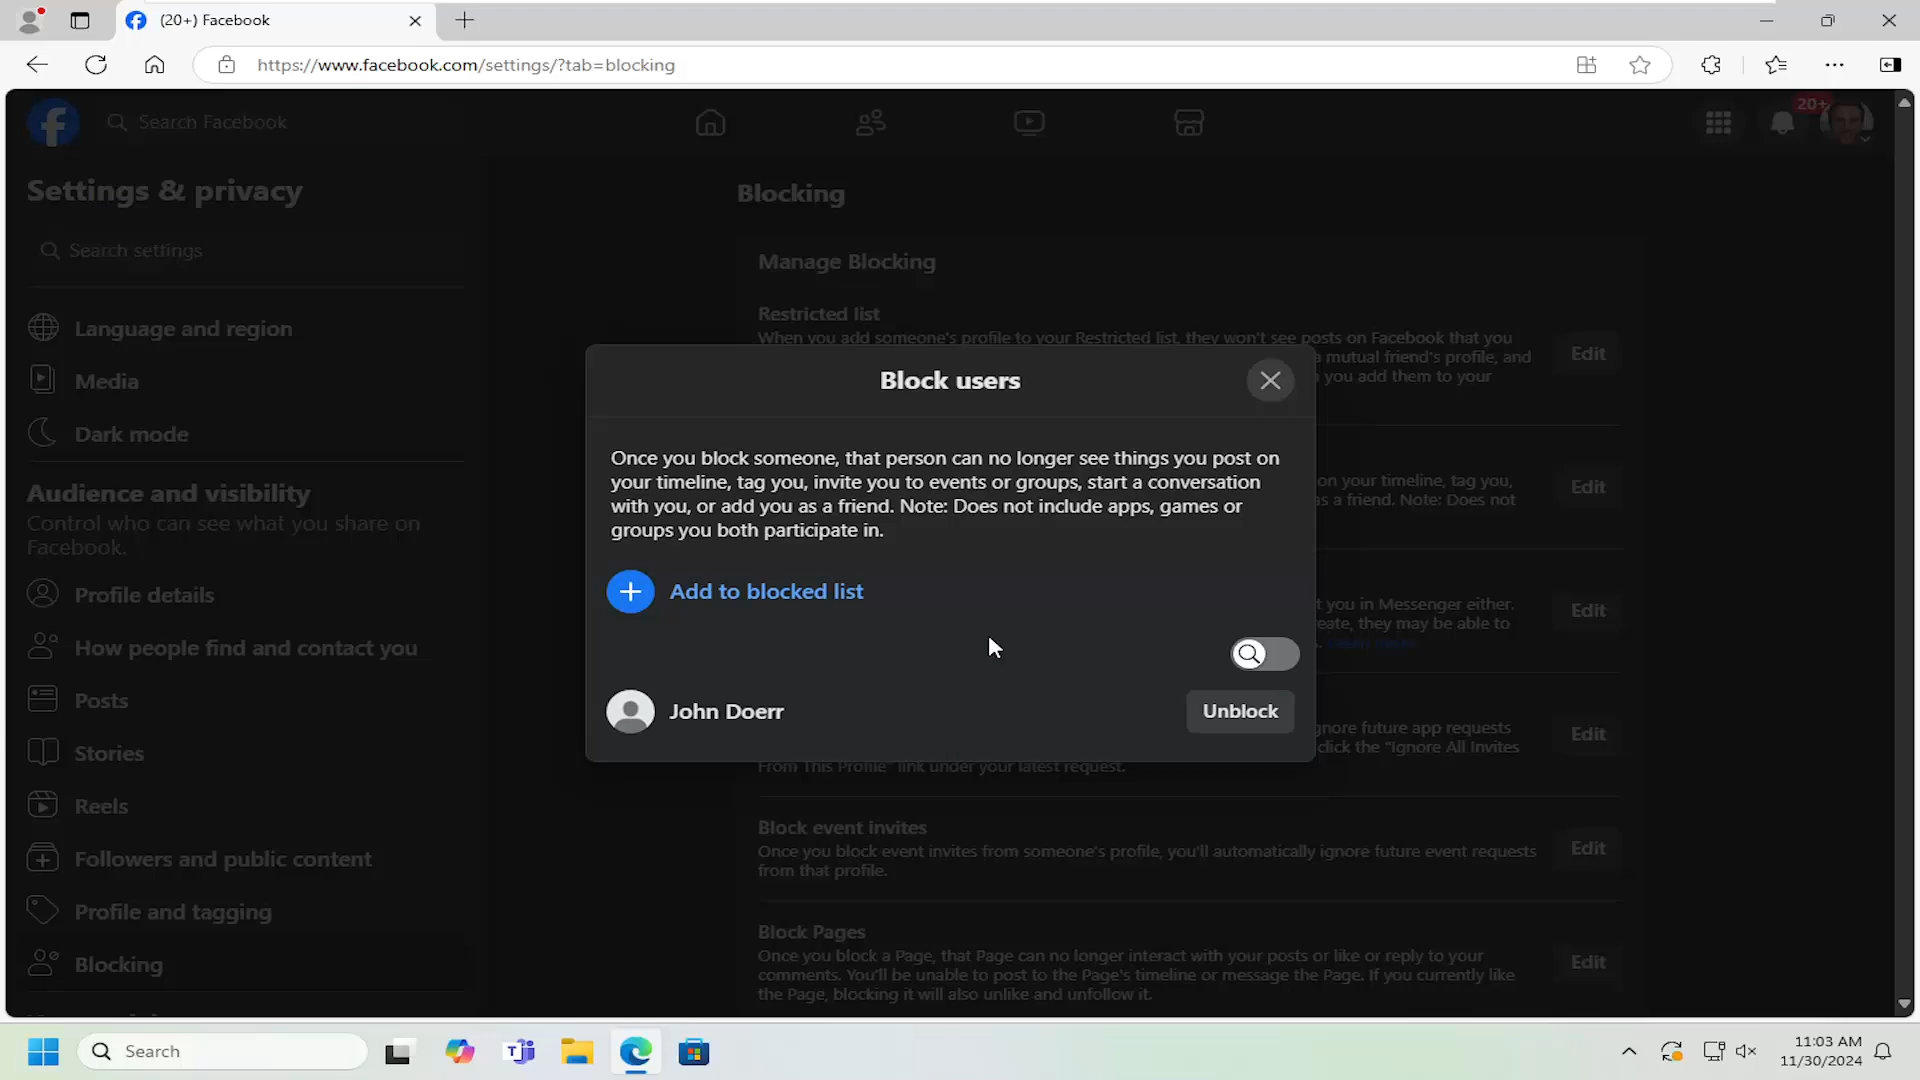 (20+) Facebook
https://www.facebook.com/settings/?tab=blocking
Search Facebook
20+
Settings & privacy
Search settings
Language and region
Media
Dark mode
Audience and visibility
Control who can see what you share on
Facebook.
Profile details
How people find and contact you
Posts
Stories
Reels
Followers and public content
Profile and tagging
Blocking
Blocking
Manage Blocking
Restricted list
When you add someone's profile to your Restricted list, they won't see posts on Facebook that you
a mutual friend's profile, and
you add them to your
Edit
on your timeline, tag you,
as a friend. Note: Does not
Edit
t you in Messenger either.
eate, they may be able to
Edit
gnore future app requests
click the "Ignore All Invites
From This Profile" link under your latest request.
Edit
Block event invites
Once you block event invites from someone's profile, you'll automatically ignore future event requests
from that profile.
Edit
Block Pages
Once you block a Page, that Page can no longer interact with your posts or like or reply to your
comments. You'll be unable to post to the Page's timeline or message the Page. If you currently like
the Page, blocking it will also unlike and unfollow it.
Edit
Block users
Once you block someone, that person can no longer see things you post on
your timeline, tag you, invite you to events or groups, start a conversation
with you, or add you as a friend. Note: Does not include apps, games or
groups you both participate in.
Add to blocked list
John Doerr
Unblock
Search
11:03 AM
11/30/2024